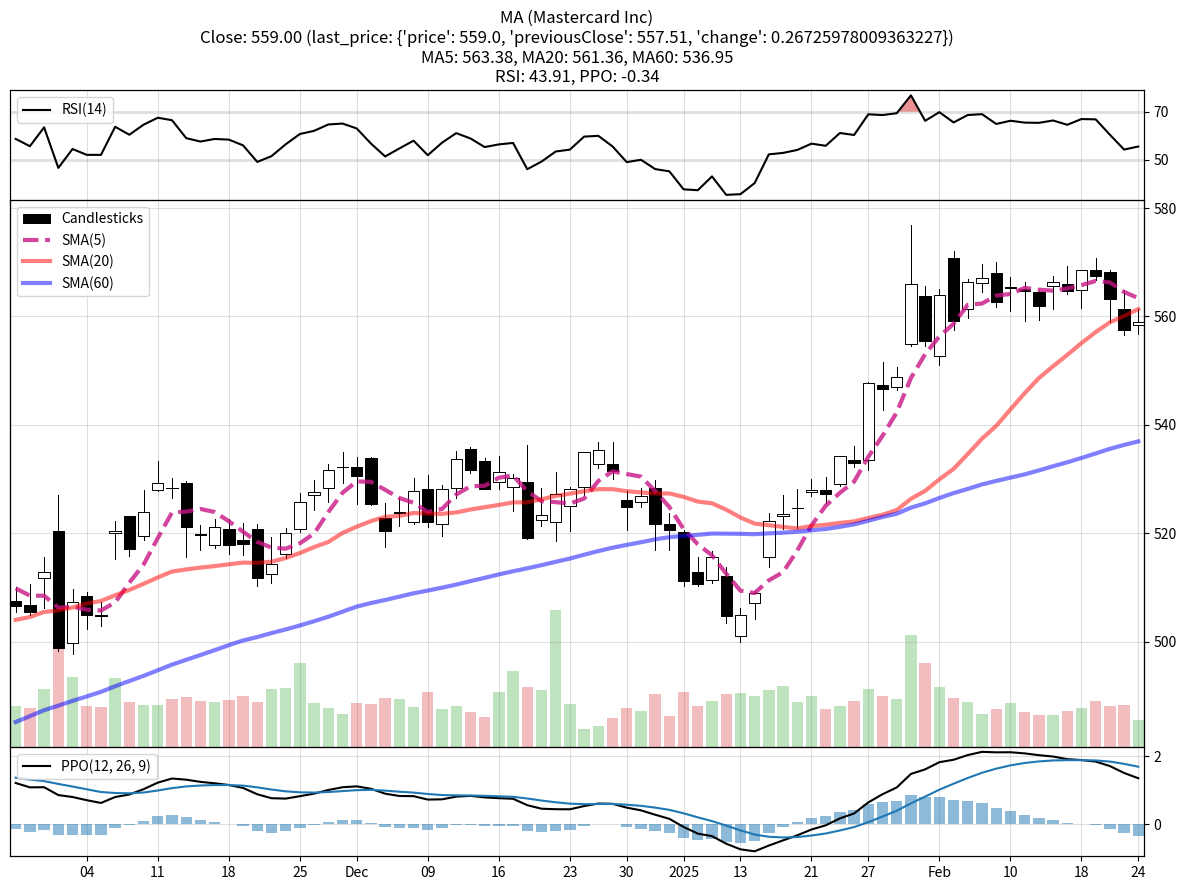 MA (Mastercard Inc)
Close: 559.00 (last_price: {'price': 559.0, 'previousClose': 557.51, 'change': 0.26725978009363227})
MA5: 563.38, MA20: 561.36, MA60: 536.95
RSI: 43.91, PPO: -0.34
RSI(14)
70
50
Candlesticks
SMA(5)
SMA(20)
SMA(60)
580
560
540
520
500
PPO(12, 26, 9)
2
0
04 11 18 25 Dec 09 16 23 30 2025 13 21 27 Feb 10 18 24